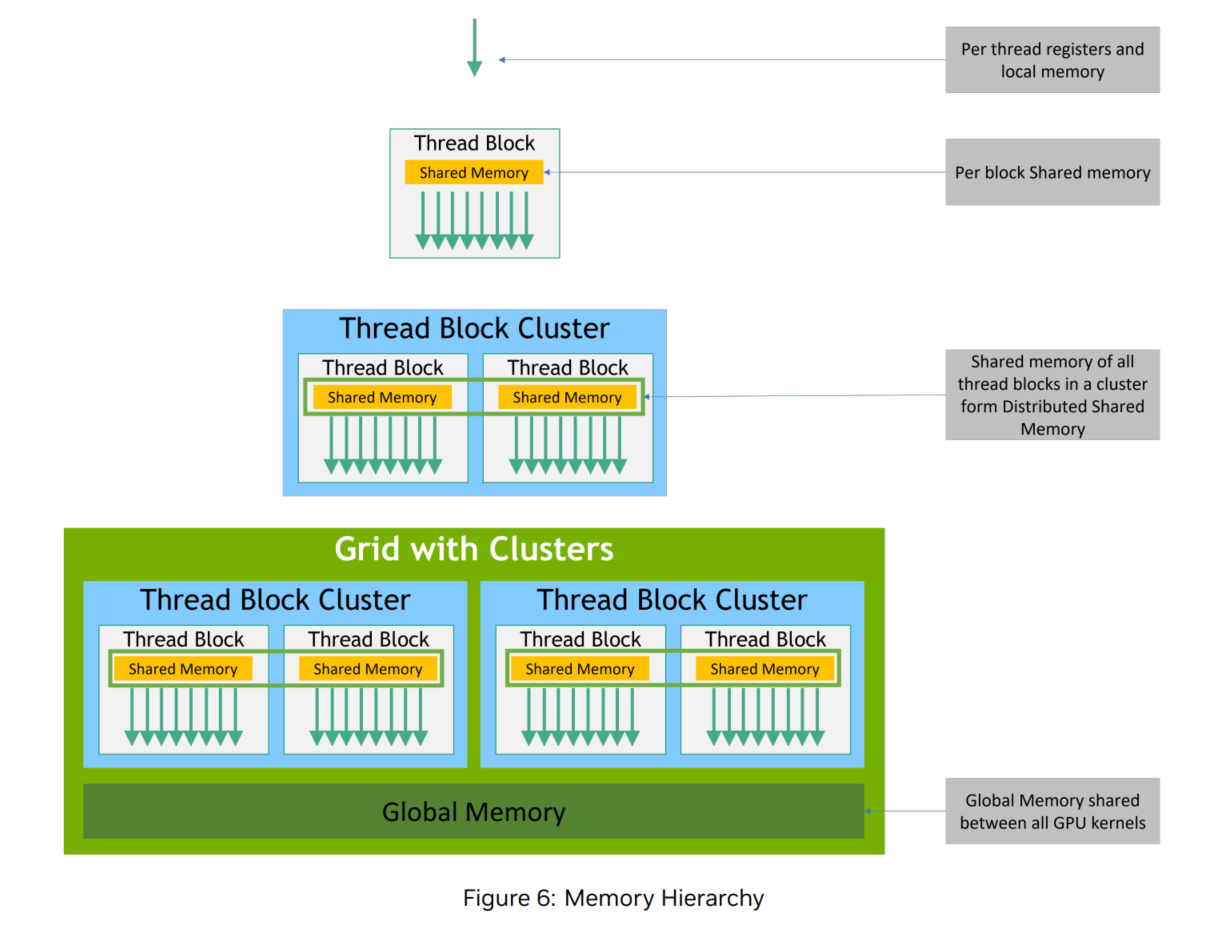 Per thread registers and
local memory
Thread Block
Shared Memory
Per block Shared memory
Thread Block Cluster
Thread Block
Thread Block
Shared Memory
Shared Memory
Shared memory of all
thread blocks in a cluster
form Distributed Shared
Memory
Grid with Clusters
Thread Block Cluster
Thread Block Cluster
Thread Block
Thread Block
Thread Block
Thread Block
Shared Memory
Shared Memory
Shared Memory
Shared Memory
Global Memory
Global Memory shared
between all GPU kernels
Figure 6: Memory Hierarchy